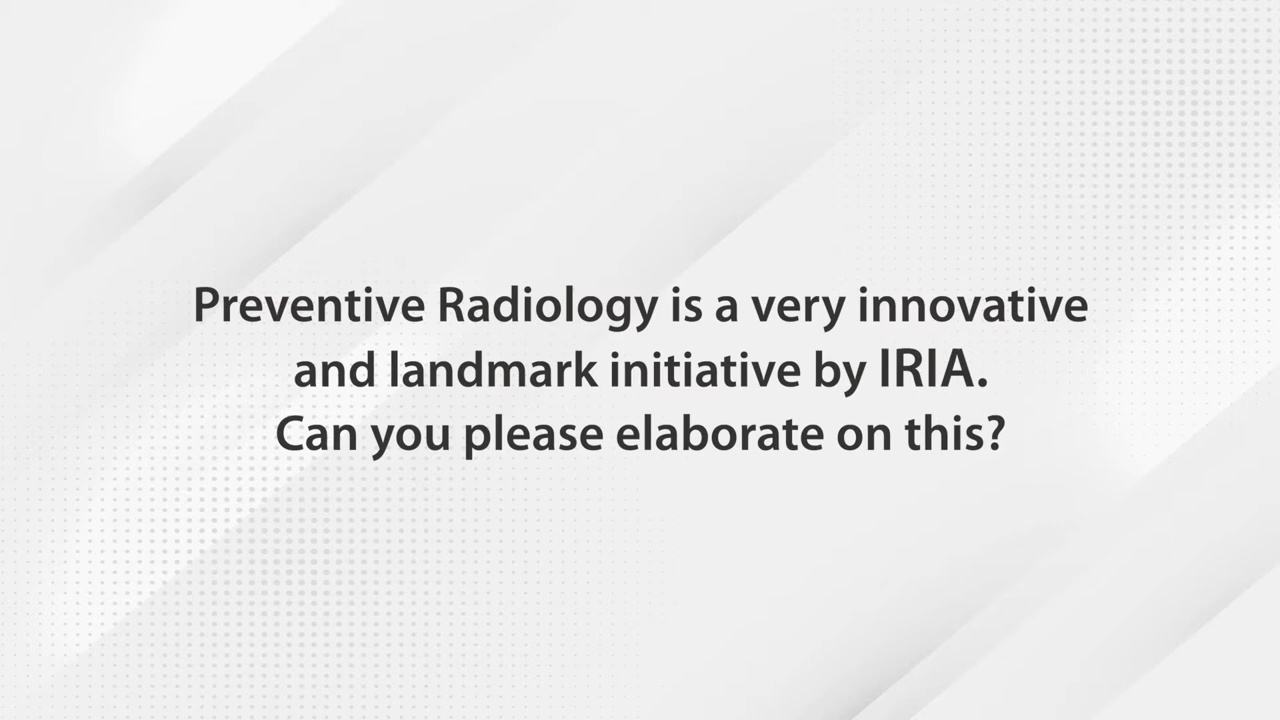 Preventive Radiology is a very innovative
and landmark initiative by IRIA.
Can you please elaborate on this?